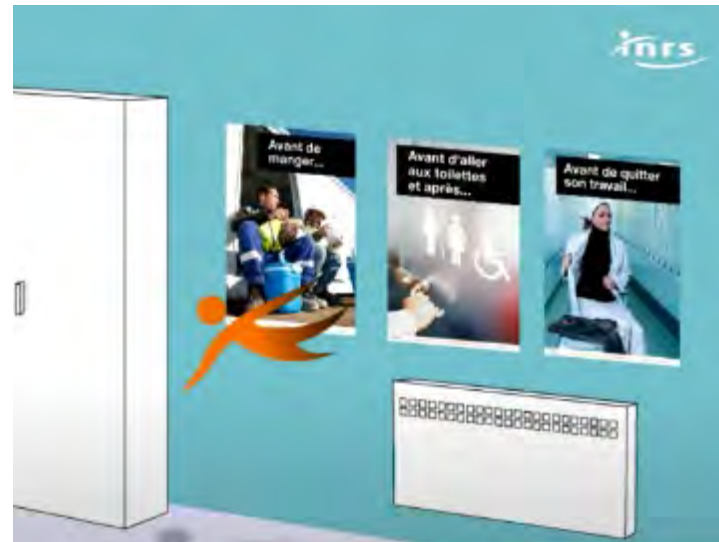 inrs
Avant de
manger...
Avant d'aller
aux toilettes
et après...
Avant de quitter
son travail...